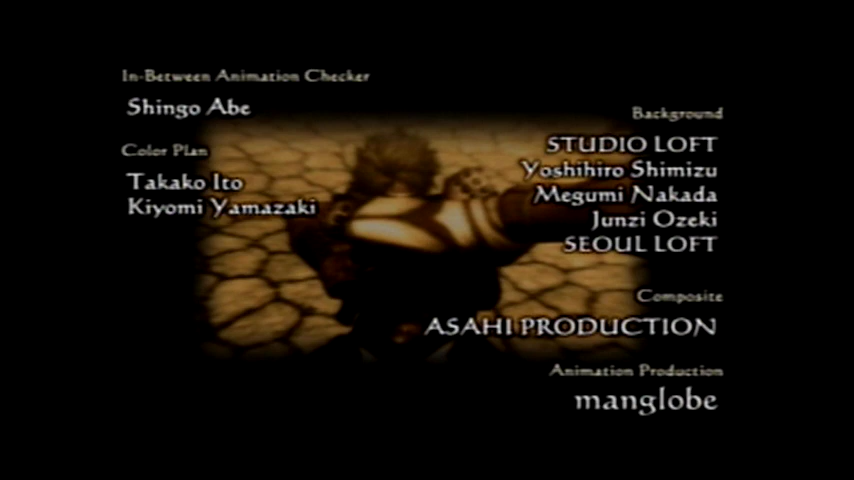 In-Between Animation Checker
Shingo Abe
Color Plan
Takako Ito
Kiyomi Yamazaki
Background
STUDIO LOFT
Yoshihiro Shimizu
Megumi Nakada
Junzi Ozeki
SEOUL LOFT
Composite
ASAHI PRODUCTION
Animation Production
manglobe